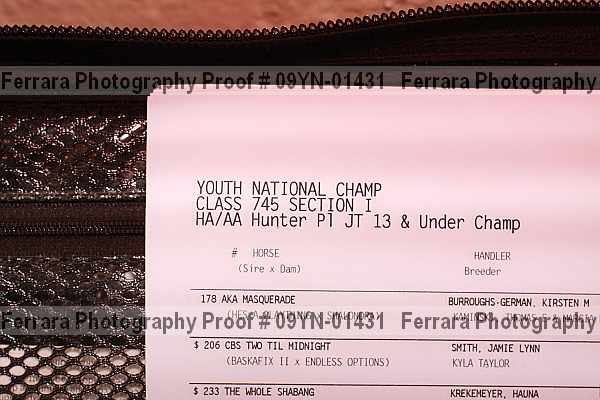 Ferrara Photography Proof # 09YN-01431 Ferrara Photography
YOUTH NATIONAL CHAMP
CLASS 745 SECTION I
HA/AA Hunter Pl JT 13 & Under Champ
# HORSE HANDLER
(Sire x Dam) Breeder
178 AKA MASQUERADE BURROUGHS-GERMAN, KIRSTEN M
Ferrara Photography Proof # 09YN-01431 Ferrara Photography
$ 206 CBS TWO TIL MIDNIGHT SMITH, JAMIE LYNN
(BASKAFIX II x ENDLESS OPTIONS) KYLA TAYLOR
$ 233 THE WHOLE SHABANG KREKEMEYER, HAUNA